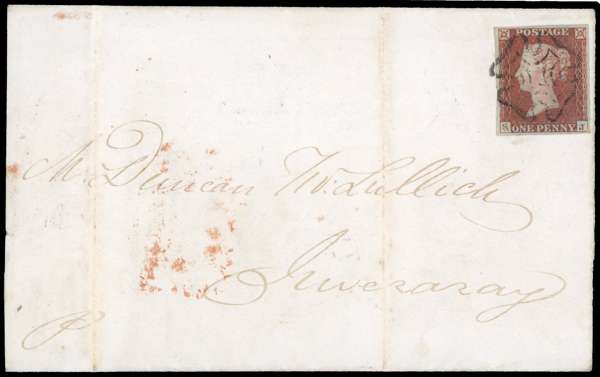 POSTAGE
ONE PENNY
Mr. Duncan McLullich
Inveraray